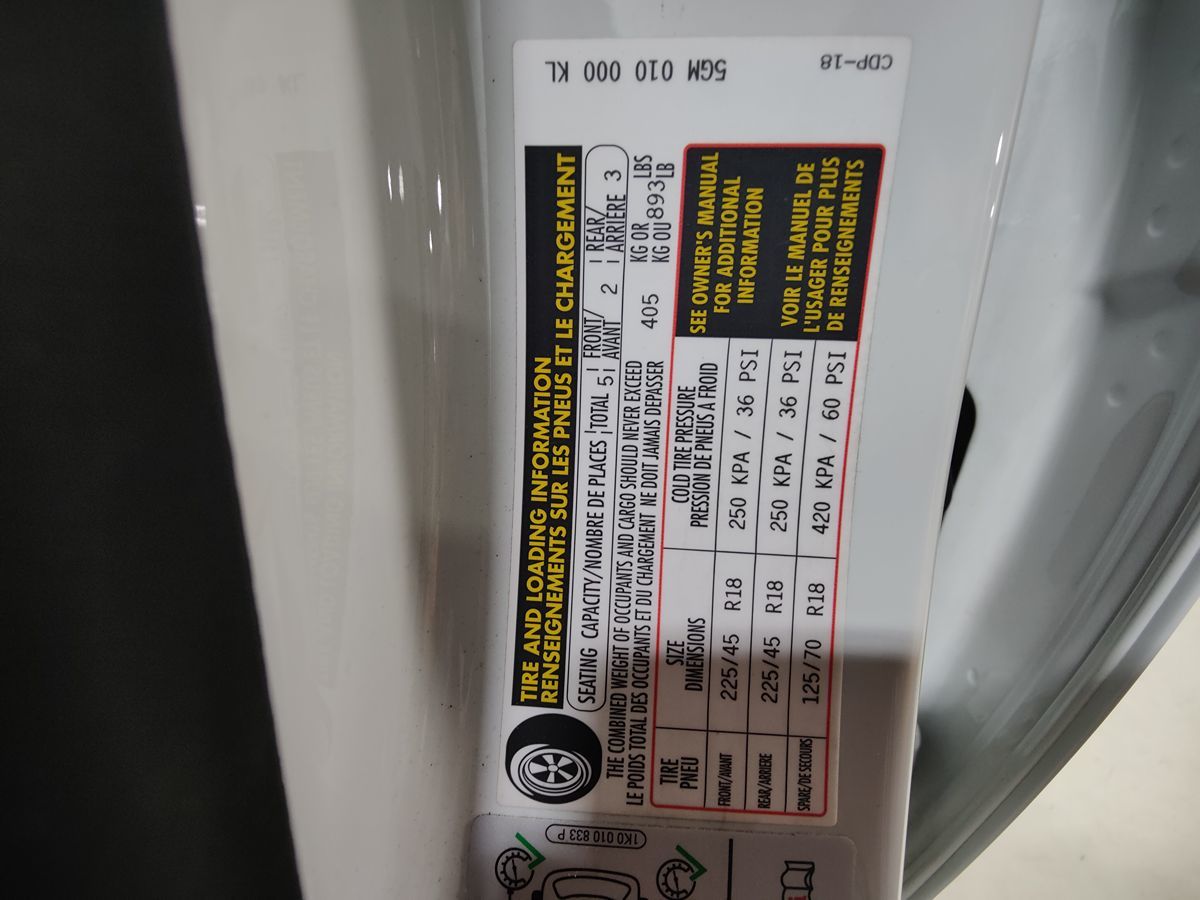 TIRE AND LOADING INFORMATION
RENSEIGNEMENTS SUR LES PNEUS ET LE CHARGEMENT
SEATING CAPACITY/NOMBRE DE PLACES TOTAL 5 FRONT/AVANT 2 REAR/ARRIÈRE 3
THE COMBINED WEIGHT OF OCCUPANTS AND CARGO SHOULD NEVER EXCEED 405 KG OR 893 LBS
LE POIDS TOTAL DES OCCUPANTS ET DU CHARGEMENT NE DOIT JAMAIS DEPASSER KG OU LB
TIRE SIZE COLD TIRE PRESSURE
PNEU DIMENSIONS PRESSION DE PNEUS A FROID
FRONT/AVANT 225/45 R18 250 KPA / 36 PSI
REAR/ARRIERE 225/45 R18 250 KPA / 36 PSI
SPARE/DE SECOURS 125/70 R18 420 KPA / 60 PSI
SEE OWNER'S MANUAL
FOR ADDITIONAL
INFORMATION
VOIR LE MANUEL DE
L'USAGER POUR PLUS
DE RENSEIGNEMENTS
5GM 010 000 KL
CDP-18
1K0 010 833 P